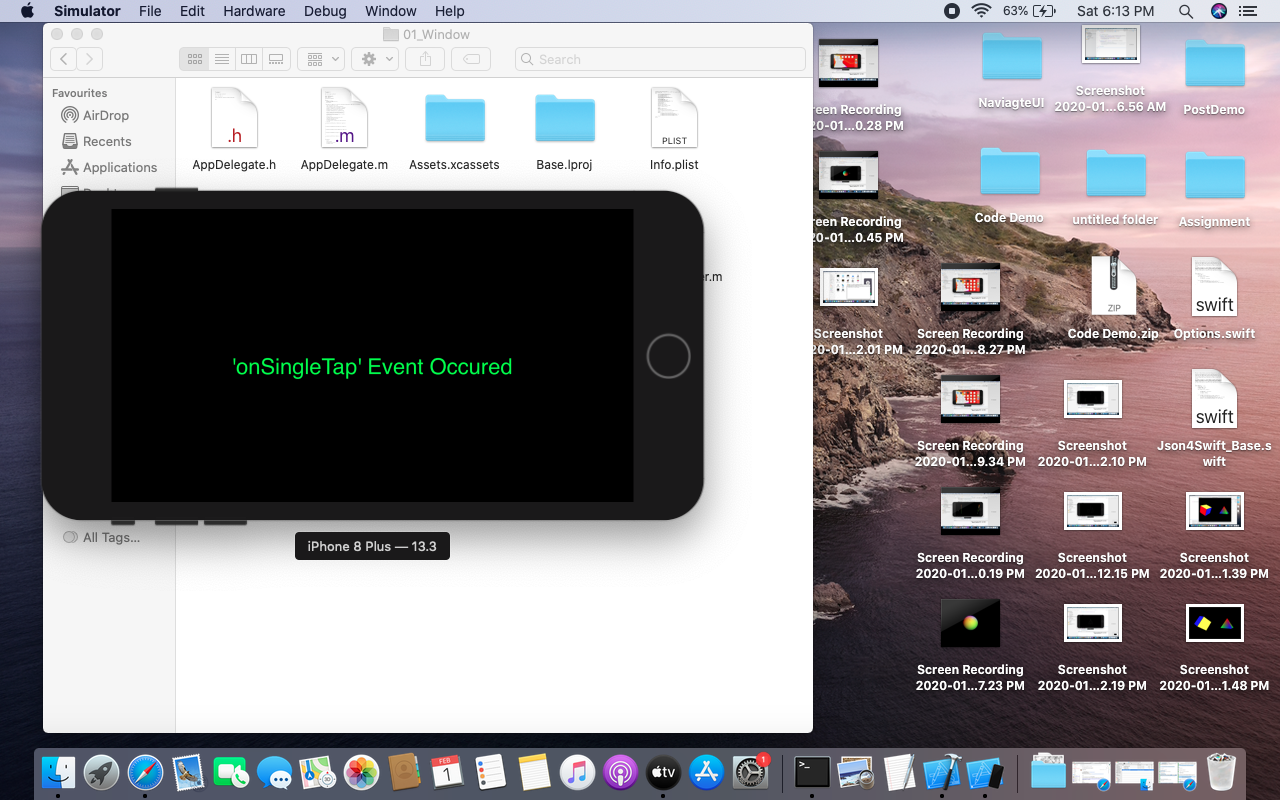 Simulator File Edit Hardware Debug Window Help 63% Sat 6:13 PM
01_Window
Search
Favourites
AirDrop
Recents
Applications
.h
.m
PLIST
AppDelegate.h AppDelegate.m Assets.xcassets Base.lproj Info.plist
er.m
'onSingleTap' Event Occured
iPhone 8 Plus — 13.3
All Tags...
reen Recording
20-01...0.28 PM
NaviagteUI
Screenshot
2020-01...6.56 AM
PostDemo
reen Recording
20-01...0.45 PM
Code Demo
untitled folder
Assignment
Screenshot
20-01...2.01 PM
Screen Recording
2020-01...8.27 PM
ZIP
Code Demo.zip
swift
Options.swift
Screen Recording
2020-01...9.34 PM
Screenshot
2020-01...2.10 PM
swift
Json4Swift_Base.s
wift
Screen Recording
2020-01...0.19 PM
Screenshot
2020-01...12.15 PM
Screenshot
2020-01...1.39 PM
Screen Recording
2020-01...7.23 PM
Screenshot
2020-01...2.19 PM
Screenshot
2020-01...1.48 PM
FEB
1
tv
1
>_